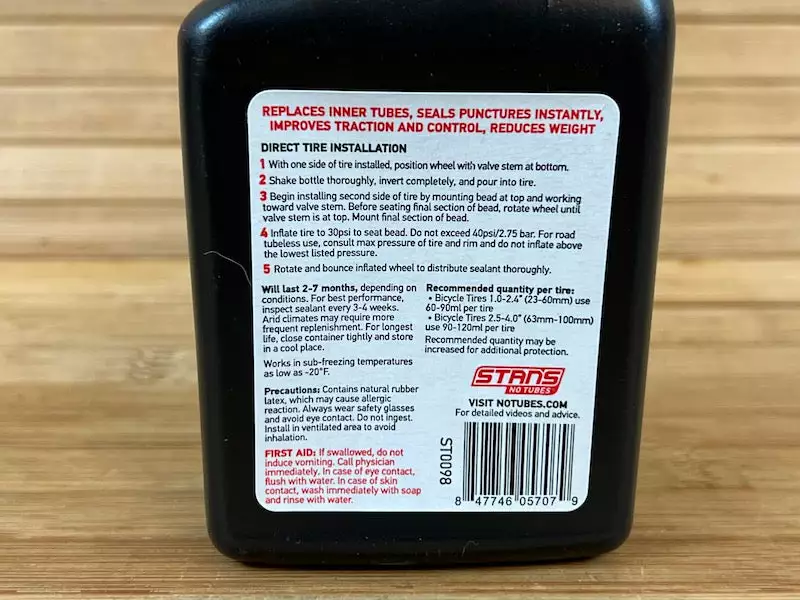 REPLACES INNER TUBES, SEALS PUNCTURES INSTANTLY,
IMPROVES TRACTION AND CONTROL, REDUCES WEIGHT
DIRECT TIRE INSTALLATION
1 With one side of tire installed, position wheel with valve stem at bottom.
2 Shake bottle thoroughly, invert completely, and pour into tire.
3 Begin installing second side of tire by mounting bead at top and working
toward valve stem. Before seating final section of bead, rotate wheel until
valve stem is at top. Mount final section of bead.
4 Inflate tire to 30psi to seat bead. Do not exceed 40psi/2.75 bar. For road
tubeless use, consult max pressure of tire and rim and do not inflate above
the lowest listed pressure.
5 Rotate and bounce inflated wheel to distribute sealant thoroughly.
Will last 2-7 months, depending on
conditions. For best performance,
inspect sealant every 3-4 weeks.
Arid climates may require more
frequent replenishment. For longest
life, close container tightly and store
in a cool place.
Works in sub-freezing temperatures
as low as -20°F.
Precautions: Contains natural rubber
latex, which may cause allergic
reaction. Always wear safety glasses
and avoid eye contact. Do not ingest.
Install in ventilated area to avoid
inhalation.
FIRST AID: If swallowed, do not
induce vomiting. Call physician
immediately. In case of eye contact,
flush with water. In case of skin
contact, wash immediately with soap
and rinse with water.
Recommended quantity per tire:
• Bicycle Tires 1.0-2.4" (23-60mm) use
60-90ml per tire
• Bicycle Tires 2.5-4.0" (63mm-100mm)
use 90-120ml per tire
Recommended quantity may be
increased for additional protection.
STANS
NO TUBES
VISIT NOTUBES.COM
For detailed videos and advice.
ST0098
8 47746 05707 9